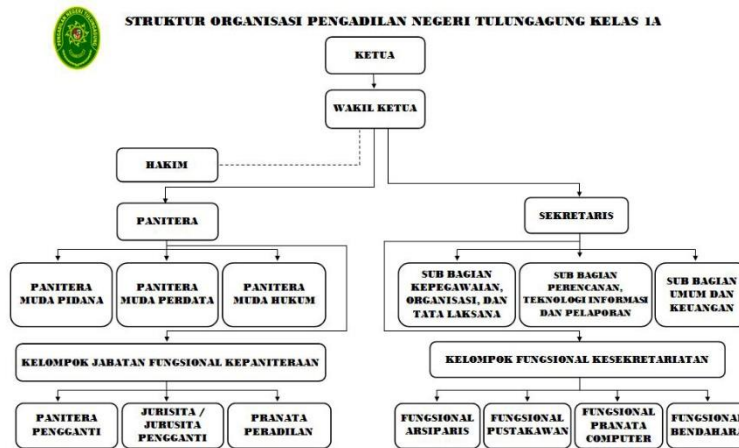 STRUKTUR ORGANISASI PENGADILAN NEGERI TULUNGAGUNG KELAS 1A
KETUA
WAKIL KETUA
HAKIM
PANITERA
SEKRETARIS
PANITERA
MUDA PIDANA
PANITERA
MUDA PERDATA
PANITERA
MUDA HUKUM
SUB BAGIAN
KEPEGAWAIAN,
ORGANISASI, DAN
TATA LAKSANA
SUB BAGIAN
PERENCANAN,
TEKNOLOGI INFORMASI
DAN PELAPORAN
SUB BAGIAN
UMUM DAN
KEUANGAN
KELOMPOK JABATAN FUNGSIONAL KEPANITERAAN
KELOMPOK FUNGSIONAL KESEKRETARIATAN
PANITERA
PENGGANTI
JURISITA /
JURUSITA
PENGGANTI
PRANATA
PERADILAN
FUNGSIONAL
ARSIPARIS
FUNGSIONAL
PUSTAKAWAN
FUNGSIONAL
PRANATA
COMPUTER
FUNGSIONAL
BENDAHARA